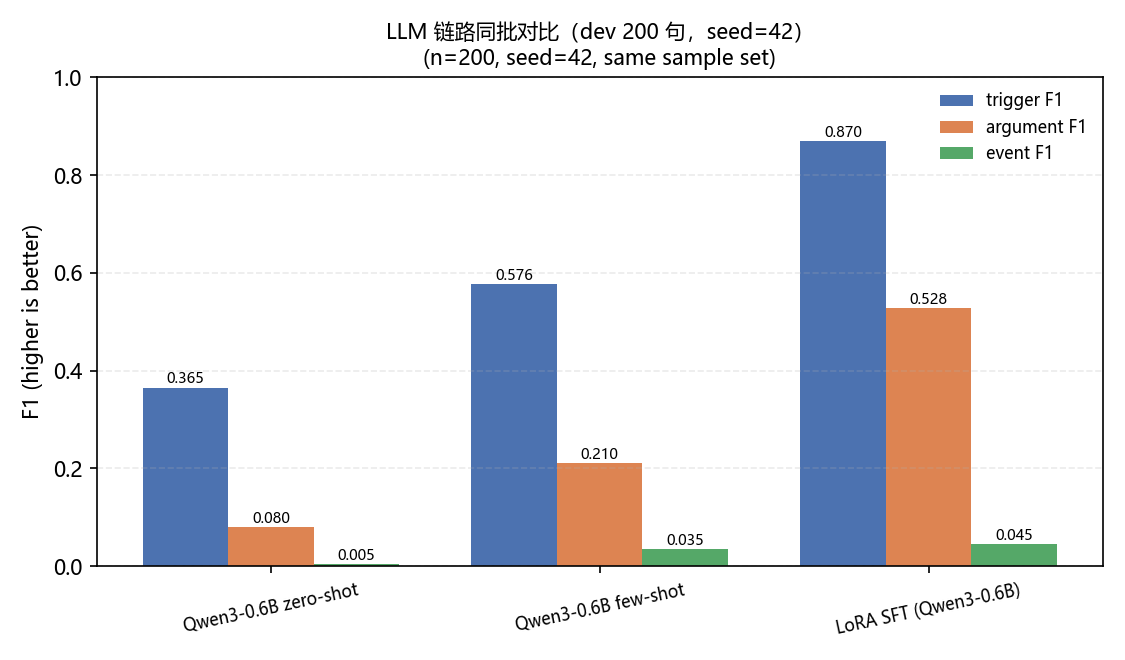 LLM 链路同批对比（dev 200 句，seed=42）
(n=200, seed=42, same sample set)
F1 (higher is better)
1.0
0.8
0.6
0.4
0.2
0.0
trigger F1
argument F1
event F1
0.365
0.080
0.005
0.576
0.210
0.035
0.870
0.528
0.045
Qwen3-0.6B zero-shot
Qwen3-0.6B few-shot
LoRA SFT (Qwen3-0.6B)